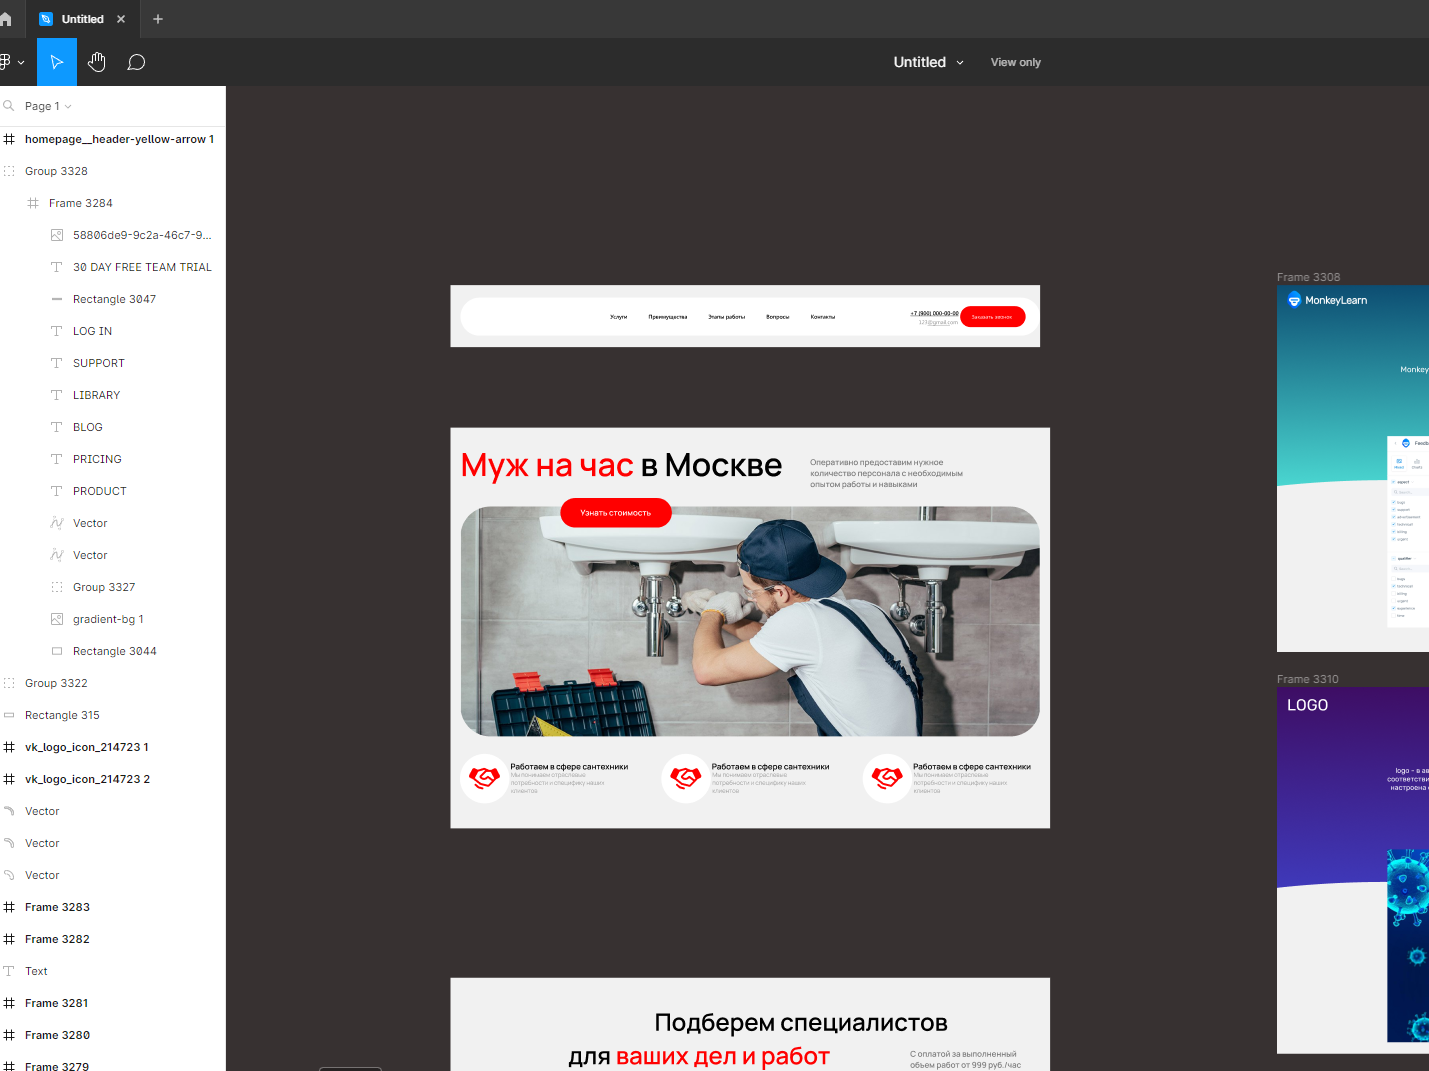 Untitled
Untitled
View only
Page 1
homepage__header-yellow-arrow 1
Group 3328
Frame 3284
58806de9-9c2a-46c7-9...
30 DAY FREE TEAM TRIAL
Rectangle 3047
LOG IN
SUPPORT
LIBRARY
BLOG
PRICING
PRODUCT
Vector
Vector
Group 3327
gradient-bg 1
Rectangle 3044
Group 3322
Rectangle 315
vk_logo_icon_214723 1
vk_logo_icon_214723 2
Vector
Vector
Vector
Frame 3283
Frame 3282
Text
Frame 3281
Frame 3280
Frame 3279
Услуги Преимущества Этапы работы Вопросы Контакты
+7 (900) 000-00-00
123@gmail.com
Заказать звонок
Муж на час в Москве
Оперативно предоставим нужное
количество персонала с необходимым
опытом работы и навыками
Узнать стоимость
Работаем в сфере сантехники
Мы понимаем отраслевые
потребности и специфику наших
клиентов
Работаем в сфере сантехники
Мы понимаем отраслевые
потребности и специфику наших
клиентов
Работаем в сфере сантехники
Мы понимаем отраслевые
потребности и специфику наших
клиентов
Подберем специалистов
для ваших дел и работ
С оплатой за выполненный
объем работ от 999 руб./час
Frame 3308
MonkeyLearn
Monkey
Frame 3310
LOGO
logo - в ав
соответстви
настроена